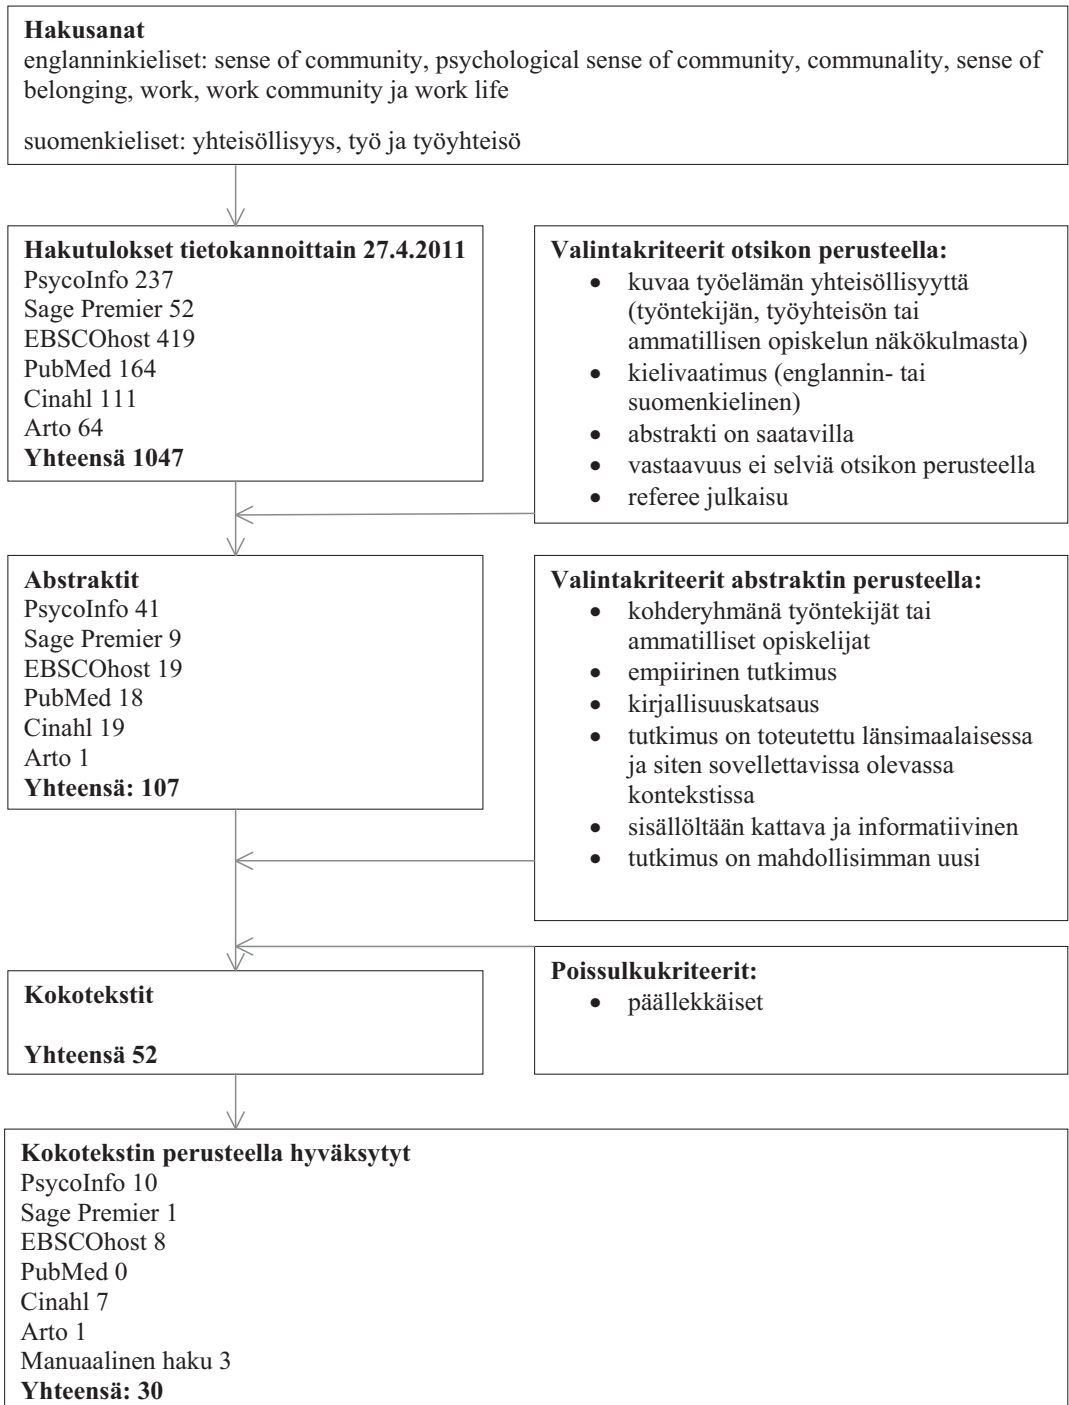 Hakusanat
englanninkieliset: sense of community, psychological sense of community, communality, sense of
belonging, work, work community ja work life
suomenkieliset: yhteisöllisyys, työ ja työyhteisö
Hakutulokset tietokannoittain 27.4.2011
PsycoInfo 237
Sage Premier 52
EBSCOhost 419
PubMed 164
Cinahl 111
Arto 64
Yhteensä 1047
Valintakriteerit otsikon perusteella:
• kuvaa työelämän yhteisöllisyyttä
(työntekijän, työyhteisön tai
ammatillisen opiskelun näkökulmasta)
• kielivaatimus (englannin- tai
suomenkielinen)
• abstrakti on saatavilla
• vastaavuus ei selviä otsikon perusteella
• referee julkaisu
Abstraktit
PsycoInfo 41
Sage Premier 9
EBSCOhost 19
PubMed 18
Cinahl 19
Arto 1
Yhteensä: 107
Valintakriteerit abstraktin perusteella:
• kohderyhmänä työntekijät tai
ammatilliset opiskelijat
• empiirinen tutkimus
• kirjallisuuskatsaus
• tutkimus on toteutettu länsimaalaisessa
ja siten sovellettavissa olevassa
kontekstissa
• sisällöltään kattava ja informatiivinen
• tutkimus on mahdollisimman uusi
Kokotekstit
Yhteensä 52
Poissulkukriteerit:
• päällekkäiset
Kokotekstin perusteella hyväksytyt
PsycoInfo 10
Sage Premier 1
EBSCOhost 8
PubMed 0
Cinahl 7
Arto 1
Manuaalinen haku 3
Yhteensä: 30